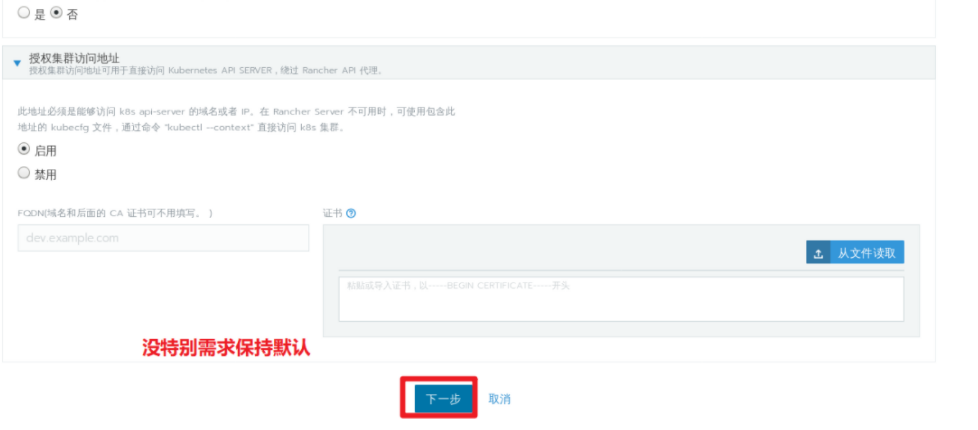 是 否
授权集群访问地址
授权集群访问地址可用于直接访问 Kubernetes API SERVER，绕过 Rancher API 代理。
此地址必须是能够访问 k8s api-server 的域名或者 IP。在 Rancher Server 不可用时，可使用包含此
地址的 kubecfg 文件，通过命令 "kubectl --context" 直接访问 k8s 集群。
启用
禁用
FQDN(域名和后面的 CA 证书可不用填写。 )
证书
dev.example.com
从文件读取
粘贴或导入证书，以-----BEGIN CERTIFICATE-----开头
没特别需求保持默认
下一步 取消